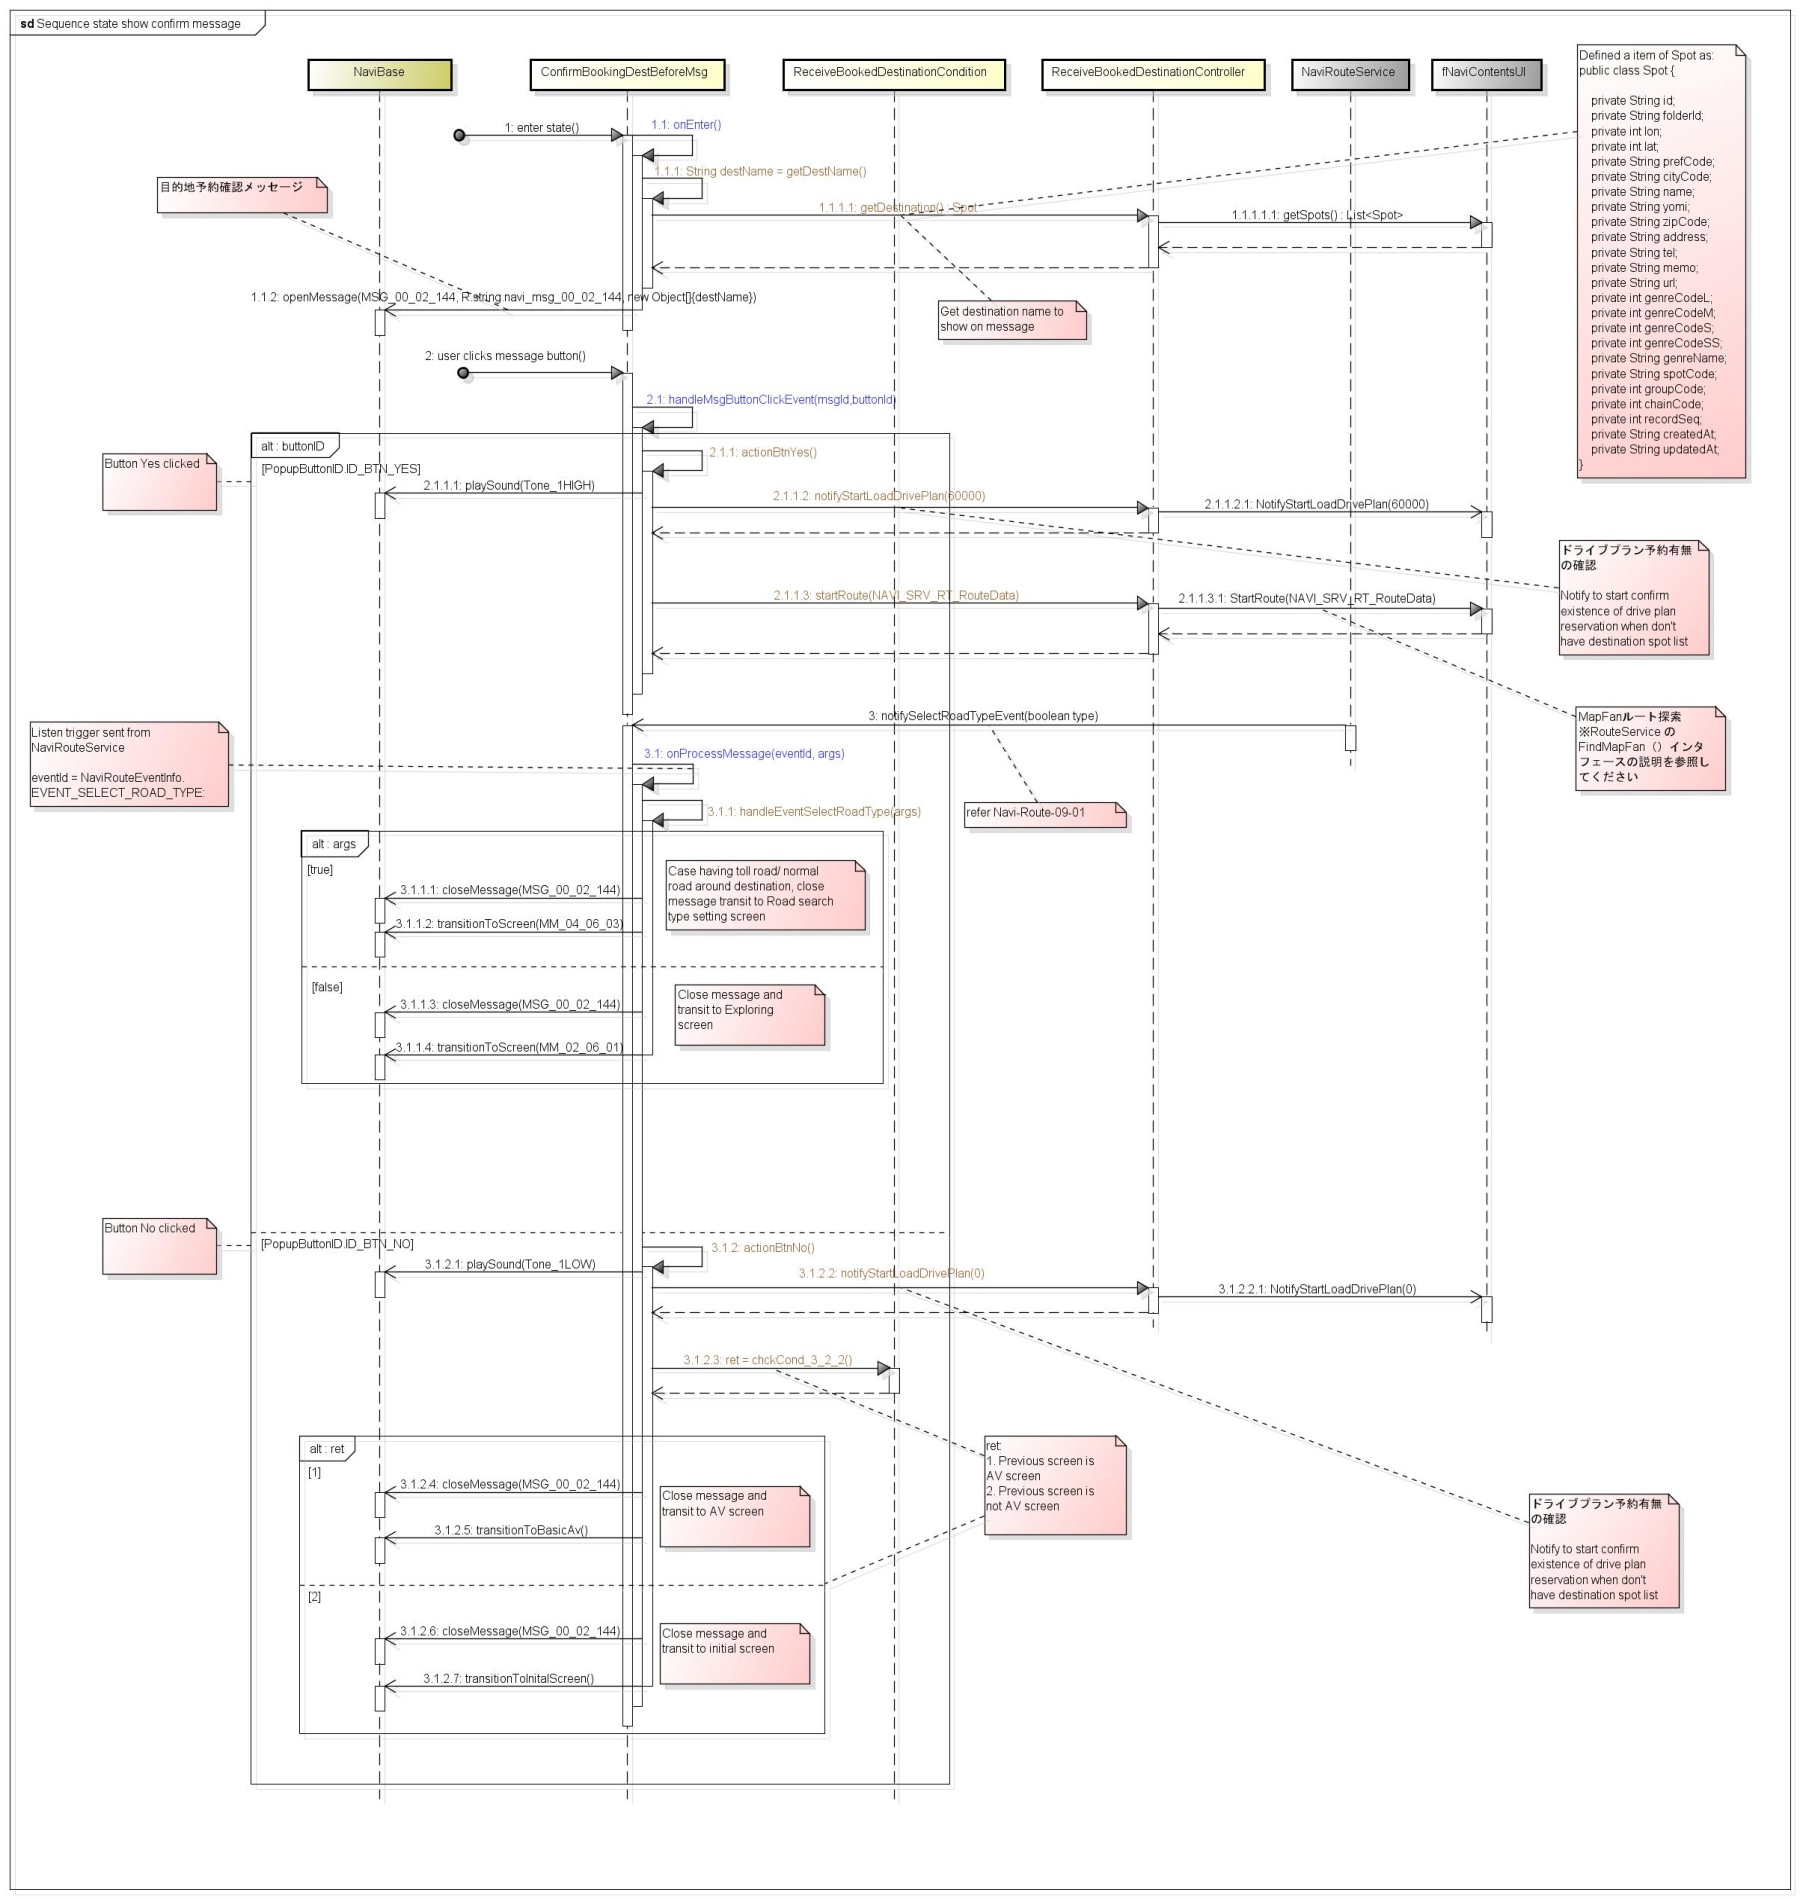 sd Sequence state show confirm message
NaviBase
ConfirmBookingDestBeforeMsg
ReceiveBookedDestinationCondition
ReceiveBookedDestinationController
NaviRouteService
fNaviContentsUI
Defined a item of Spot as:
public class Spot {
private String id;
private String folderId;
private int lon;
private int lat;
private String prefCode;
private String cityCode;
private String name;
private String yomi;
private String zipCode;
private String address;
private String tel;
private String memo;
private String url;
private int genreCodeL;
private int genreCodeM;
private int genreCodeS;
private int genreCodeSS;
private String genreName;
private String spotCode;
private int groupCode;
private int chainCode;
private int recordSeq;
private String createdAt;
private String updatedAt;
}
1: enter state()
1.1: onEnter()
1.1.1: String destName = getDestName()
目的地予約確認メッセージ
1.1.1.1: getDestination() : Spot
1.1.1.1.1: getSpots() : List<Spot>
1.1.2: openMessage(MSG_00_02_144, R.string.navi_msg_00_02_144, new Object[]{destName})
Get destination name to
show on message
2: user clicks message button()
2.1: handleMsgButtonClickEvent(msgId,buttonId)
alt : buttonID
[PopupButtonID.ID_BTN_YES]
Button Yes clicked
2.1.1: actionBtnYes()
2.1.1.1: playSound(Tone_1HIGH)
2.1.1.2: notifyStartLoadDrivePlan(60000)
2.1.1.2.1: NotifyStartLoadDrivePlan(60000)
ドライブプラン予約有無
の確認
Notify to start confirm
existence of drive plan
reservation when don't
have destination spot list
2.1.1.3: startRoute(NAVI_SRV_RT_RouteData)
2.1.1.3.1: StartRoute(NAVI_SRV_RT_RouteData)
MapFanルート探索
※RouteService の
FindMapFan（）インタ
フェースの説明を参照し
てください
3: notifySelectRoadTypeEvent(boolean type)
Listen trigger sent from
NaviRouteService
eventId = NaviRouteEventInfo.
EVENT_SELECT_ROAD_TYPE:
3.1: onProcessMessage(eventId, args)
refer Navi-Route-09-01
3.1.1: handleEventSelectRoadType(args)
alt : args
[true]
3.1.1.1: closeMessage(MSG_00_02_144)
3.1.1.2: transitionToScreen(MM_04_06_03)
Case having toll road/ normal
road around destination, close
message transit to Road search
type setting screen
[false]
3.1.1.3: closeMessage(MSG_00_02_144)
3.1.1.4: transitionToScreen(MM_02_06_01)
Close message and
transit to Exploring
screen
Button No clicked
[PopupButtonID.ID_BTN_NO]
3.1.2: actionBtnNo()
3.1.2.1: playSound(Tone_1LOW)
3.1.2.2: notifyStartLoadDrivePlan(0)
3.1.2.2.1: NotifyStartLoadDrivePlan(0)
3.1.2.3: ret = chckCond_3_2_2()
alt : ret
[1]
3.1.2.4: closeMessage(MSG_00_02_144)
3.1.2.5: transitionToBasicAv()
Close message and
transit to AV screen
ret:
1. Previous screen is
AV screen
2. Previous screen is
not AV screen
ドライブプラン予約有無
の確認
Notify to start confirm
existence of drive plan
reservation when don't
have destination spot list
[2]
3.1.2.6: closeMessage(MSG_00_02_144)
3.1.2.7: transitionToInitalScreen()
Close message and
transit to initial screen